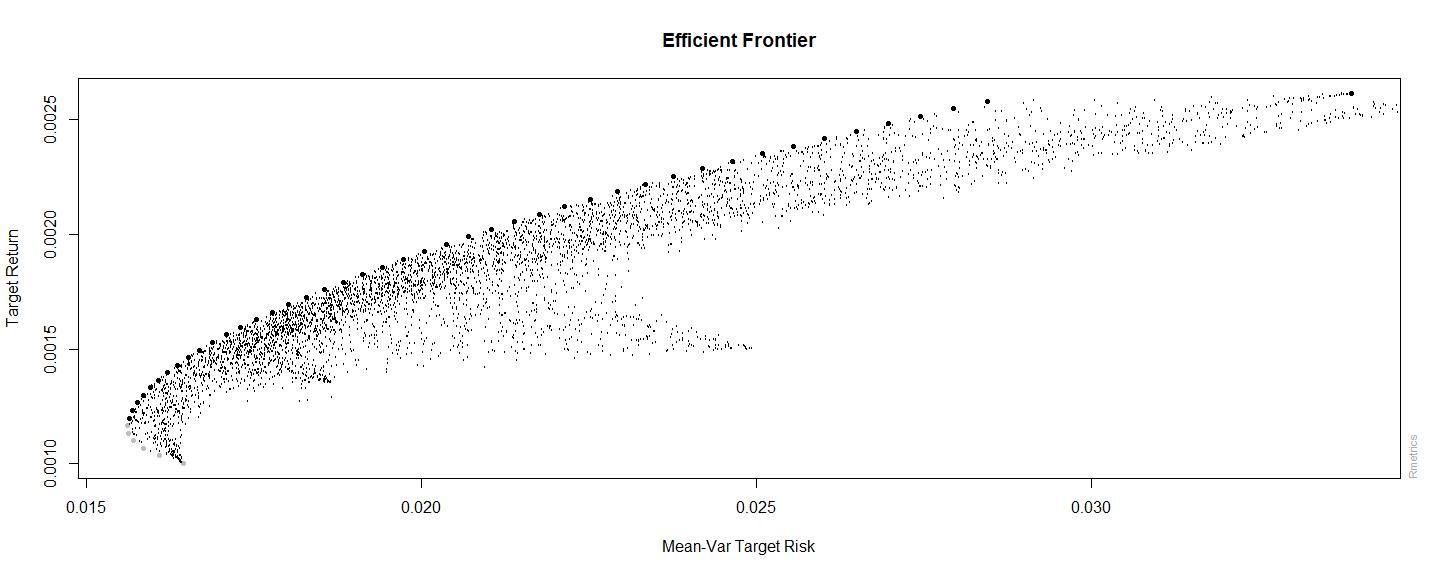 Efficient Frontier
Target Return
0.0025
0.0020
0.0015
0.0010
0.015
0.020
0.025
0.030
Mean-Var Target Risk
Rmetrics